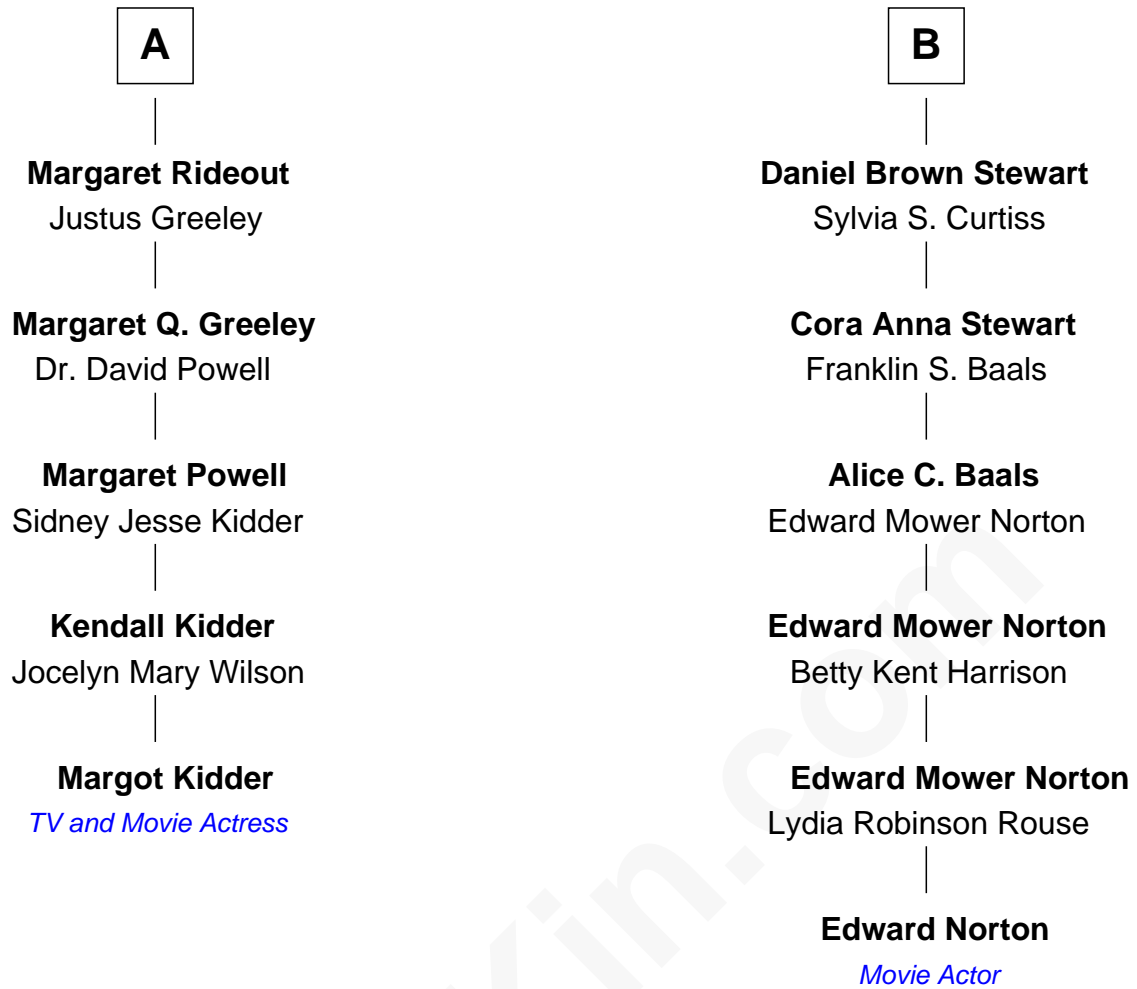 A
Margaret Rideout
Justus Greeley
Margaret Q. Greeley
Dr. David Powell
Margaret Powell
Sidney Jesse Kidder
Kendall Kidder
Jocelyn Mary Wilson
Margot Kidder
TV and Movie Actress
B
Daniel Brown Stewart
Sylvia S. Curtiss
Cora Anna Stewart
Franklin S. Baals
Alice C. Baals
Edward Mower Norton
Edward Mower Norton
Betty Kent Harrison
Edward Mower Norton
Lydia Robinson Rouse
Edward Norton
Movie Actor
Kin.com